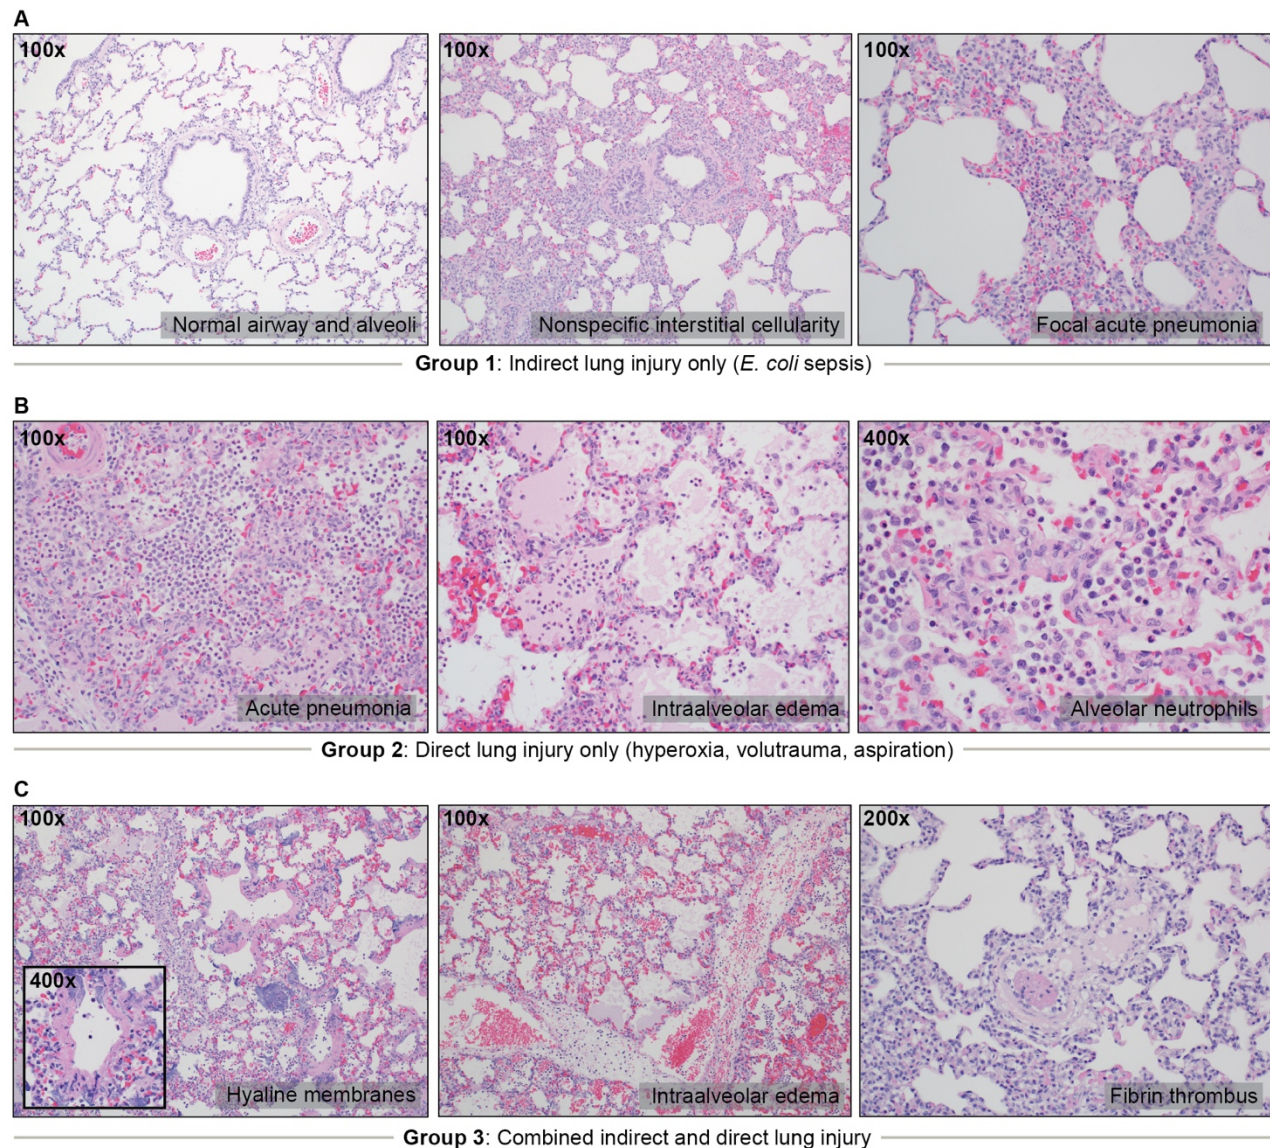 A
100x
100x
100x
Normal airway and alveoli
Nonspecific interstitial cellularity
Focal acute pneumonia
Group 1: Indirect lung injury only (E. coli sepsis)
B
100x
100x
400x
Acute pneumonia
Intraalveolar edema
Alveolar neutrophils
Group 2: Direct lung injury only (hyperoxia, volutrauma, aspiration)
C
100x
100x
200x
400x
Hyaline membranes
Intraalveolar edema
Fibrin thrombus
Group 3: Combined indirect and direct lung injury